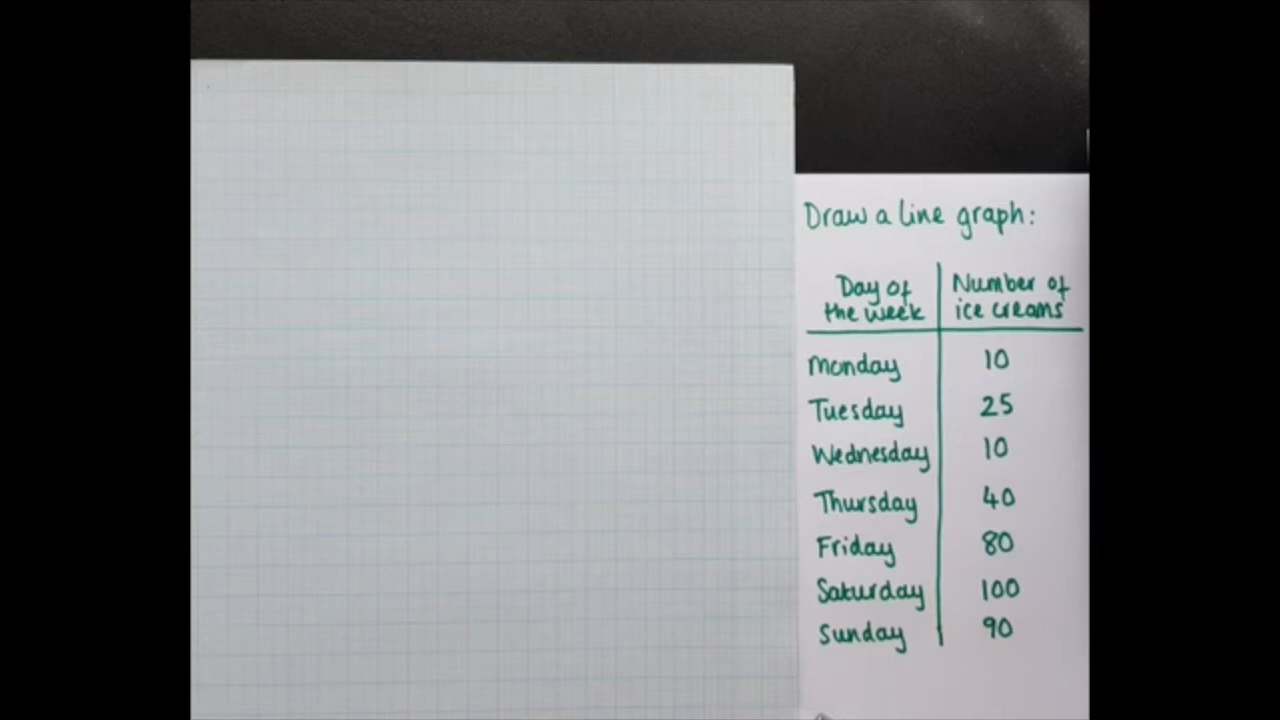 Draw a line graph:
Day of the week | Number of ice creams
Monday 10
Tuesday 25
Wednesday 10
Thursday 40
Friday 80
Saturday 100
Sunday 90